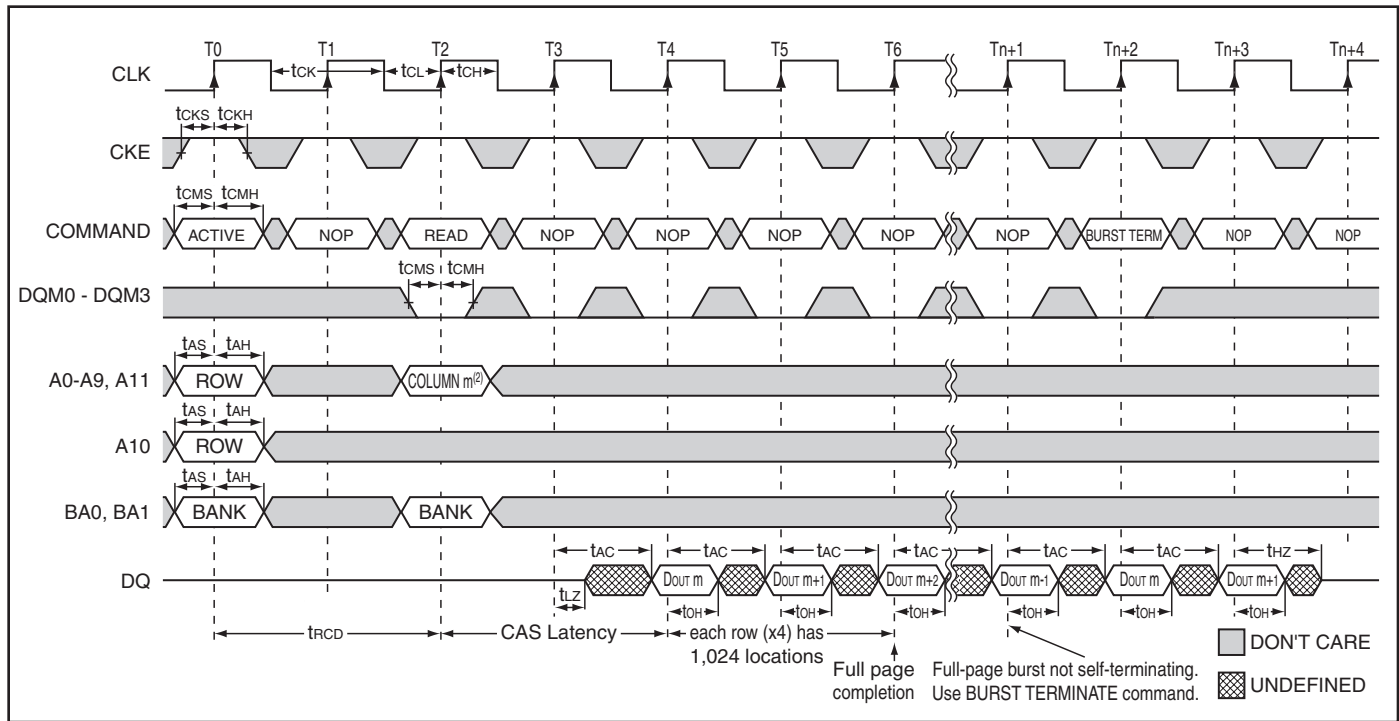 T0 T1 T2 T3 T4 T5 T6 Tn+1 Tn+2 Tn+3 Tn+4
CLK tCK tCL tCH
tCKS tCKH
CKE
tCMS tCMH
COMMAND ACTIVE NOP READ NOP NOP NOP NOP NOP BURST TERM NOP NOP
tCMS tCMH
DQM0 - DQM3
tAS tAH
A0-A9, A11 ROW COLUMN m(2)
tAS tAH
A10 ROW
tAS tAH
BA0, BA1 BANK BANK
tAC tAC tAC tAC tAC tAC tHZ
DQ DOUT m DOUT m+1 DOUT m+2 DOUT m-1 DOUT m DOUT m+1
tLZ tOH tOH tOH tOH tOH tOH
tRCD CAS Latency each row (x4) has
1,024 locations
Full page
completion
Full-page burst not self-terminating.
Use BURST TERMINATE command.
DON'T CARE
UNDEFINED